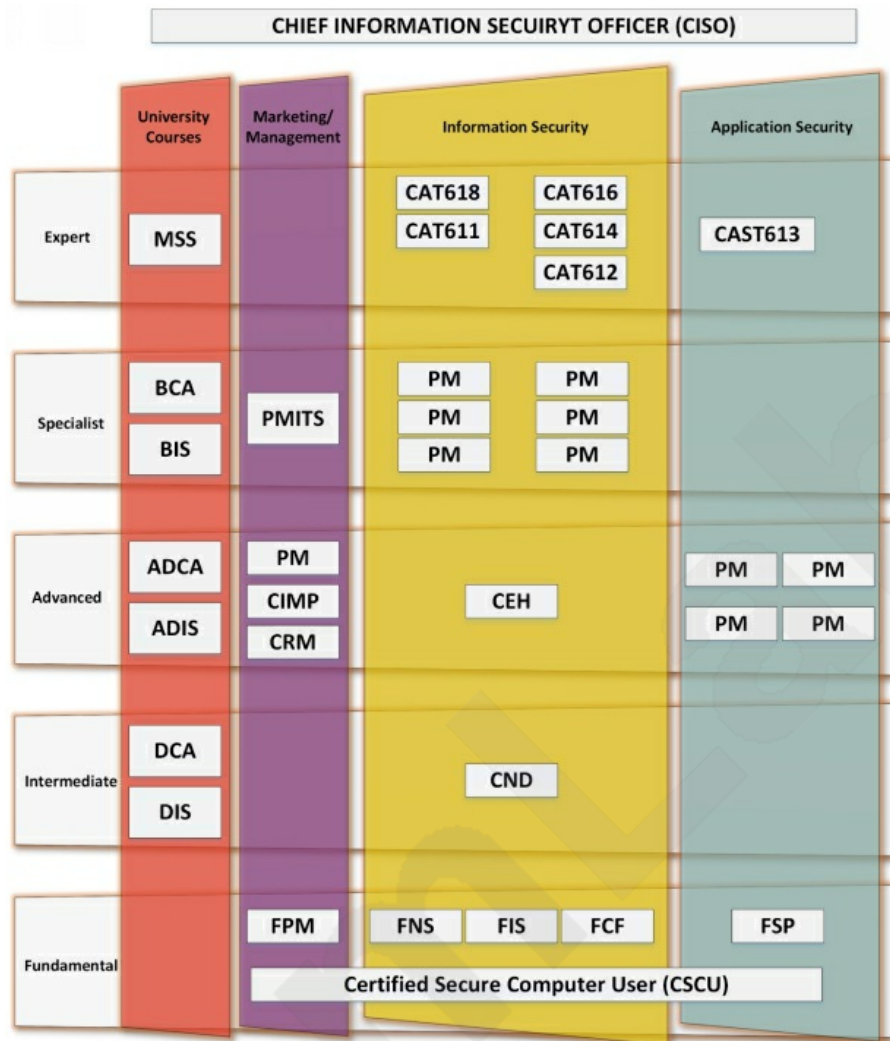 CHIEF INFORMATION SECUIRYT OFFICER (CISO)
University Courses
Marketing/ Management
Information Security
Application Security
Expert
MSS
CAT618
CAT616
CAT611
CAT614
CAT612
CAST613
Specialist
BCA
BIS
PMITS
PM
PM
PM
PM
PM
PM
Advanced
ADCA
ADIS
PM
CIMP
CRM
CEH
PM
PM
PM
PM
Intermediate
DCA
DIS
CND
Fundamental
FPM
FNS
FIS
FCF
FSP
Certified Secure Computer User (CSCU)